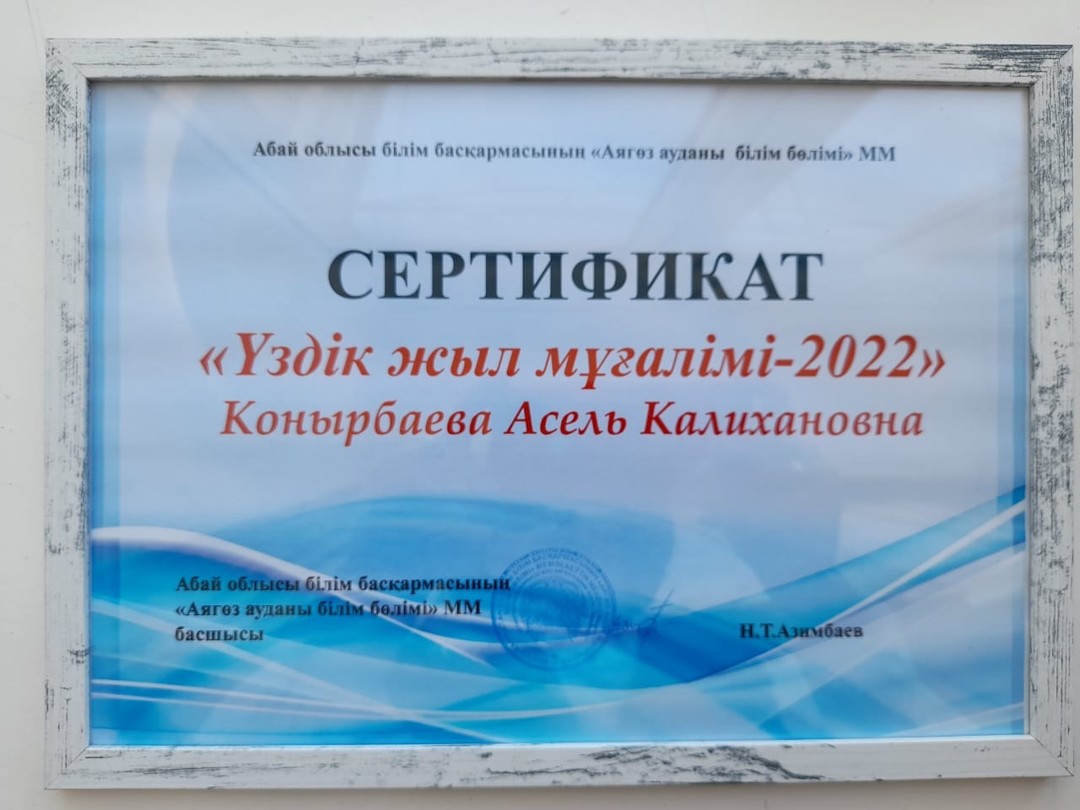 Абай облысы білім басқармасының «Аягөз ауданы білім бөлімі» ММ
СЕРТИФИКАТ
«Үздік жыл мұғалімі-2022»
Конырбаева Асель Калихановна
Абай облысы білім басқармасының
«Аягөз ауданы білім бөлімі» ММ
басшысы
Н.Т.Азимбаев